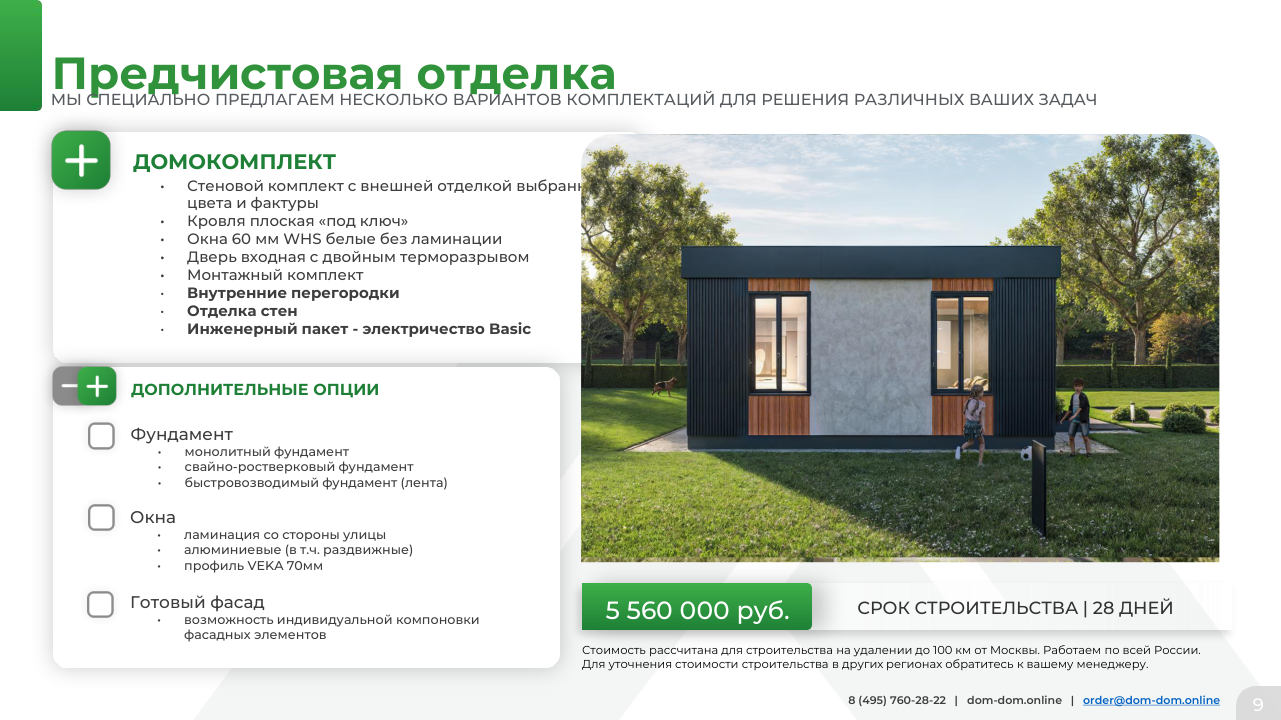 Предчистовая отделка
МЫ СПЕЦИАЛЬНО ПРЕДЛАГАЕМ НЕСКОЛЬКО ВАРИАНТОВ КОМПЛЕКТАЦИЙ ДЛЯ РЕШЕНИЯ РАЗЛИЧНЫХ ВАШИХ ЗАДАЧ
ДОМОКОМПЛЕКТ
• Стеновой комплект с внешней отделкой
цвета и фактуры
• Кровля плоская «под ключ»
• Окна 60 мм WHS белые без ламинации
• Дверь входная с двойным терморазрывом
• Монтажный комплект
• Внутренние перегородки
• Отделка стен
• Инженерный пакет - электричество Basic
ДОПОЛНИТЕЛЬНЫЕ ОПЦИИ
Фундамент
• монолитный фундамент
• свайно-ростверковый фундамент
• быстровозводимый фундамент (лента)
Окна
• ламинация со стороны улицы
• алюминиевые (в т.ч. раздвижные)
• профиль VEKA 70мм
Готовый фасад
• возможность индивидуальной компоновки
фасадных элементов
5 560 000 руб.
СРОК СТРОИТЕЛЬСТВА | 28 ДНЕЙ
Стоимость рассчитана для строительства на удалении до 100 км от Москвы. Работаем по всей России.
Для уточнения стоимости строительства в других регионах обратитесь к вашему менеджеру.
8 (495) 760-28-22 | dom-dom.online | order@dom-dom.online
9